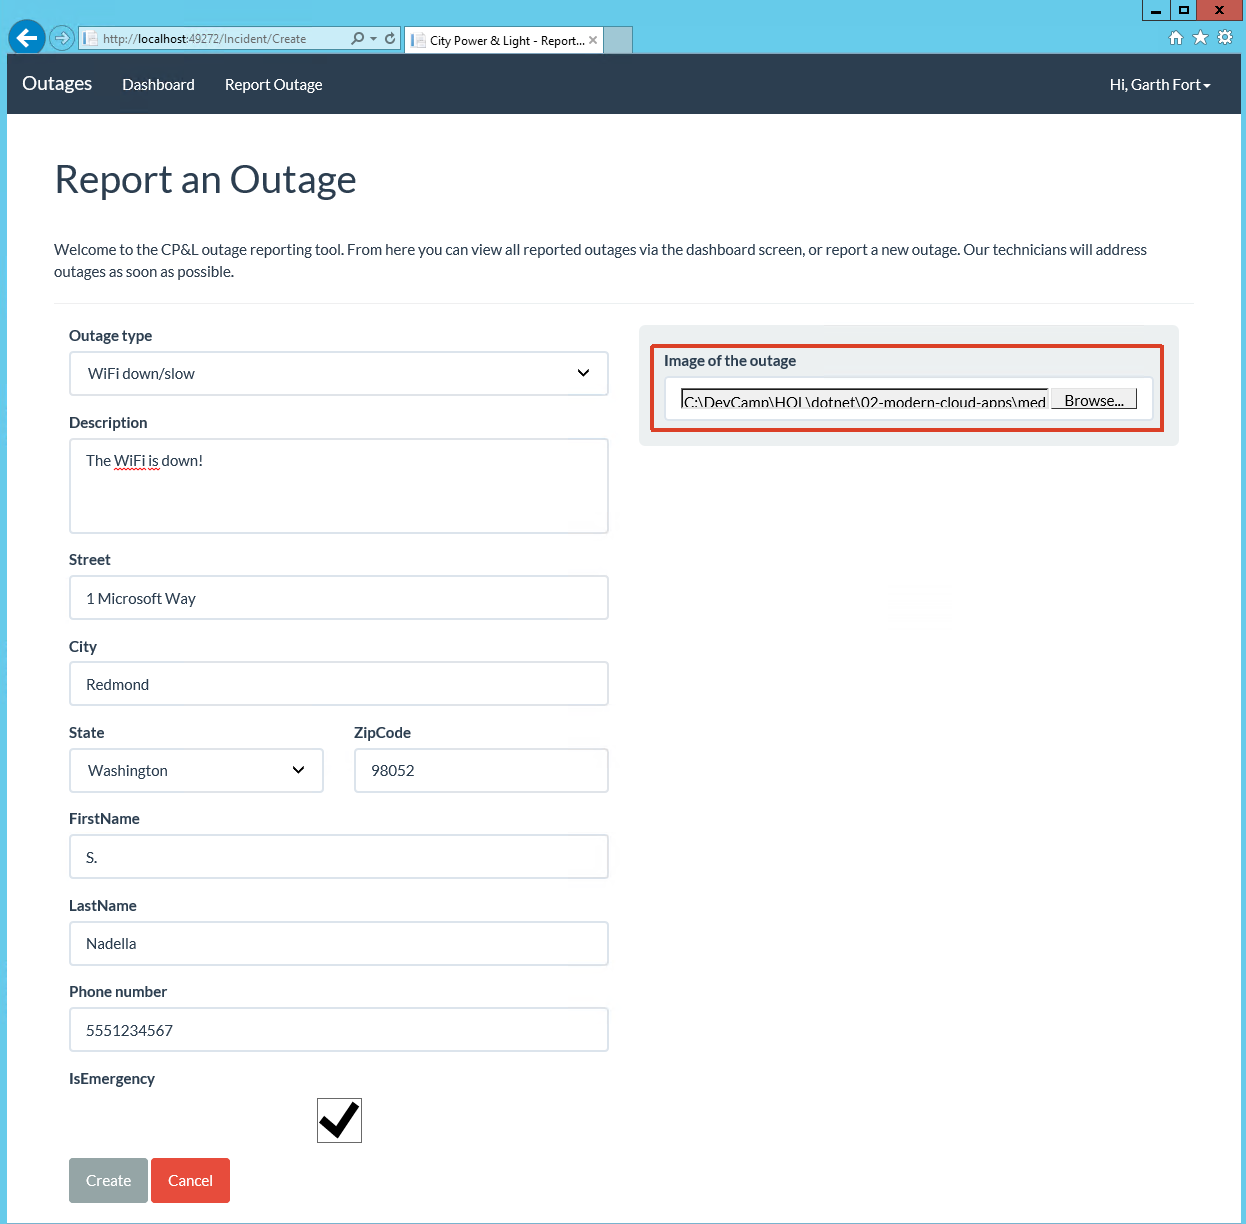 http://localhost:49272/Incident/Create
City Power & Light - Report...
Outages
Dashboard
Report Outage
Hi, Garth Fort
Report an Outage
Welcome to the CP&L outage reporting tool. From here you can view all reported outages via the dashboard screen, or report a new outage. Our technicians will address
outages as soon as possible.
Outage type
WiFi down/slow
Description
The WiFi is down!
Street
1 Microsoft Way
City
Redmond
State
ZipCode
Washington
98052
FirstName
S.
LastName
Nadella
Phone number
5551234567
IsEmergency
Create
Cancel
Image of the outage
C:\DevCamp\HOL\dotnet\02-modern-cloud-apps\med
Browse...